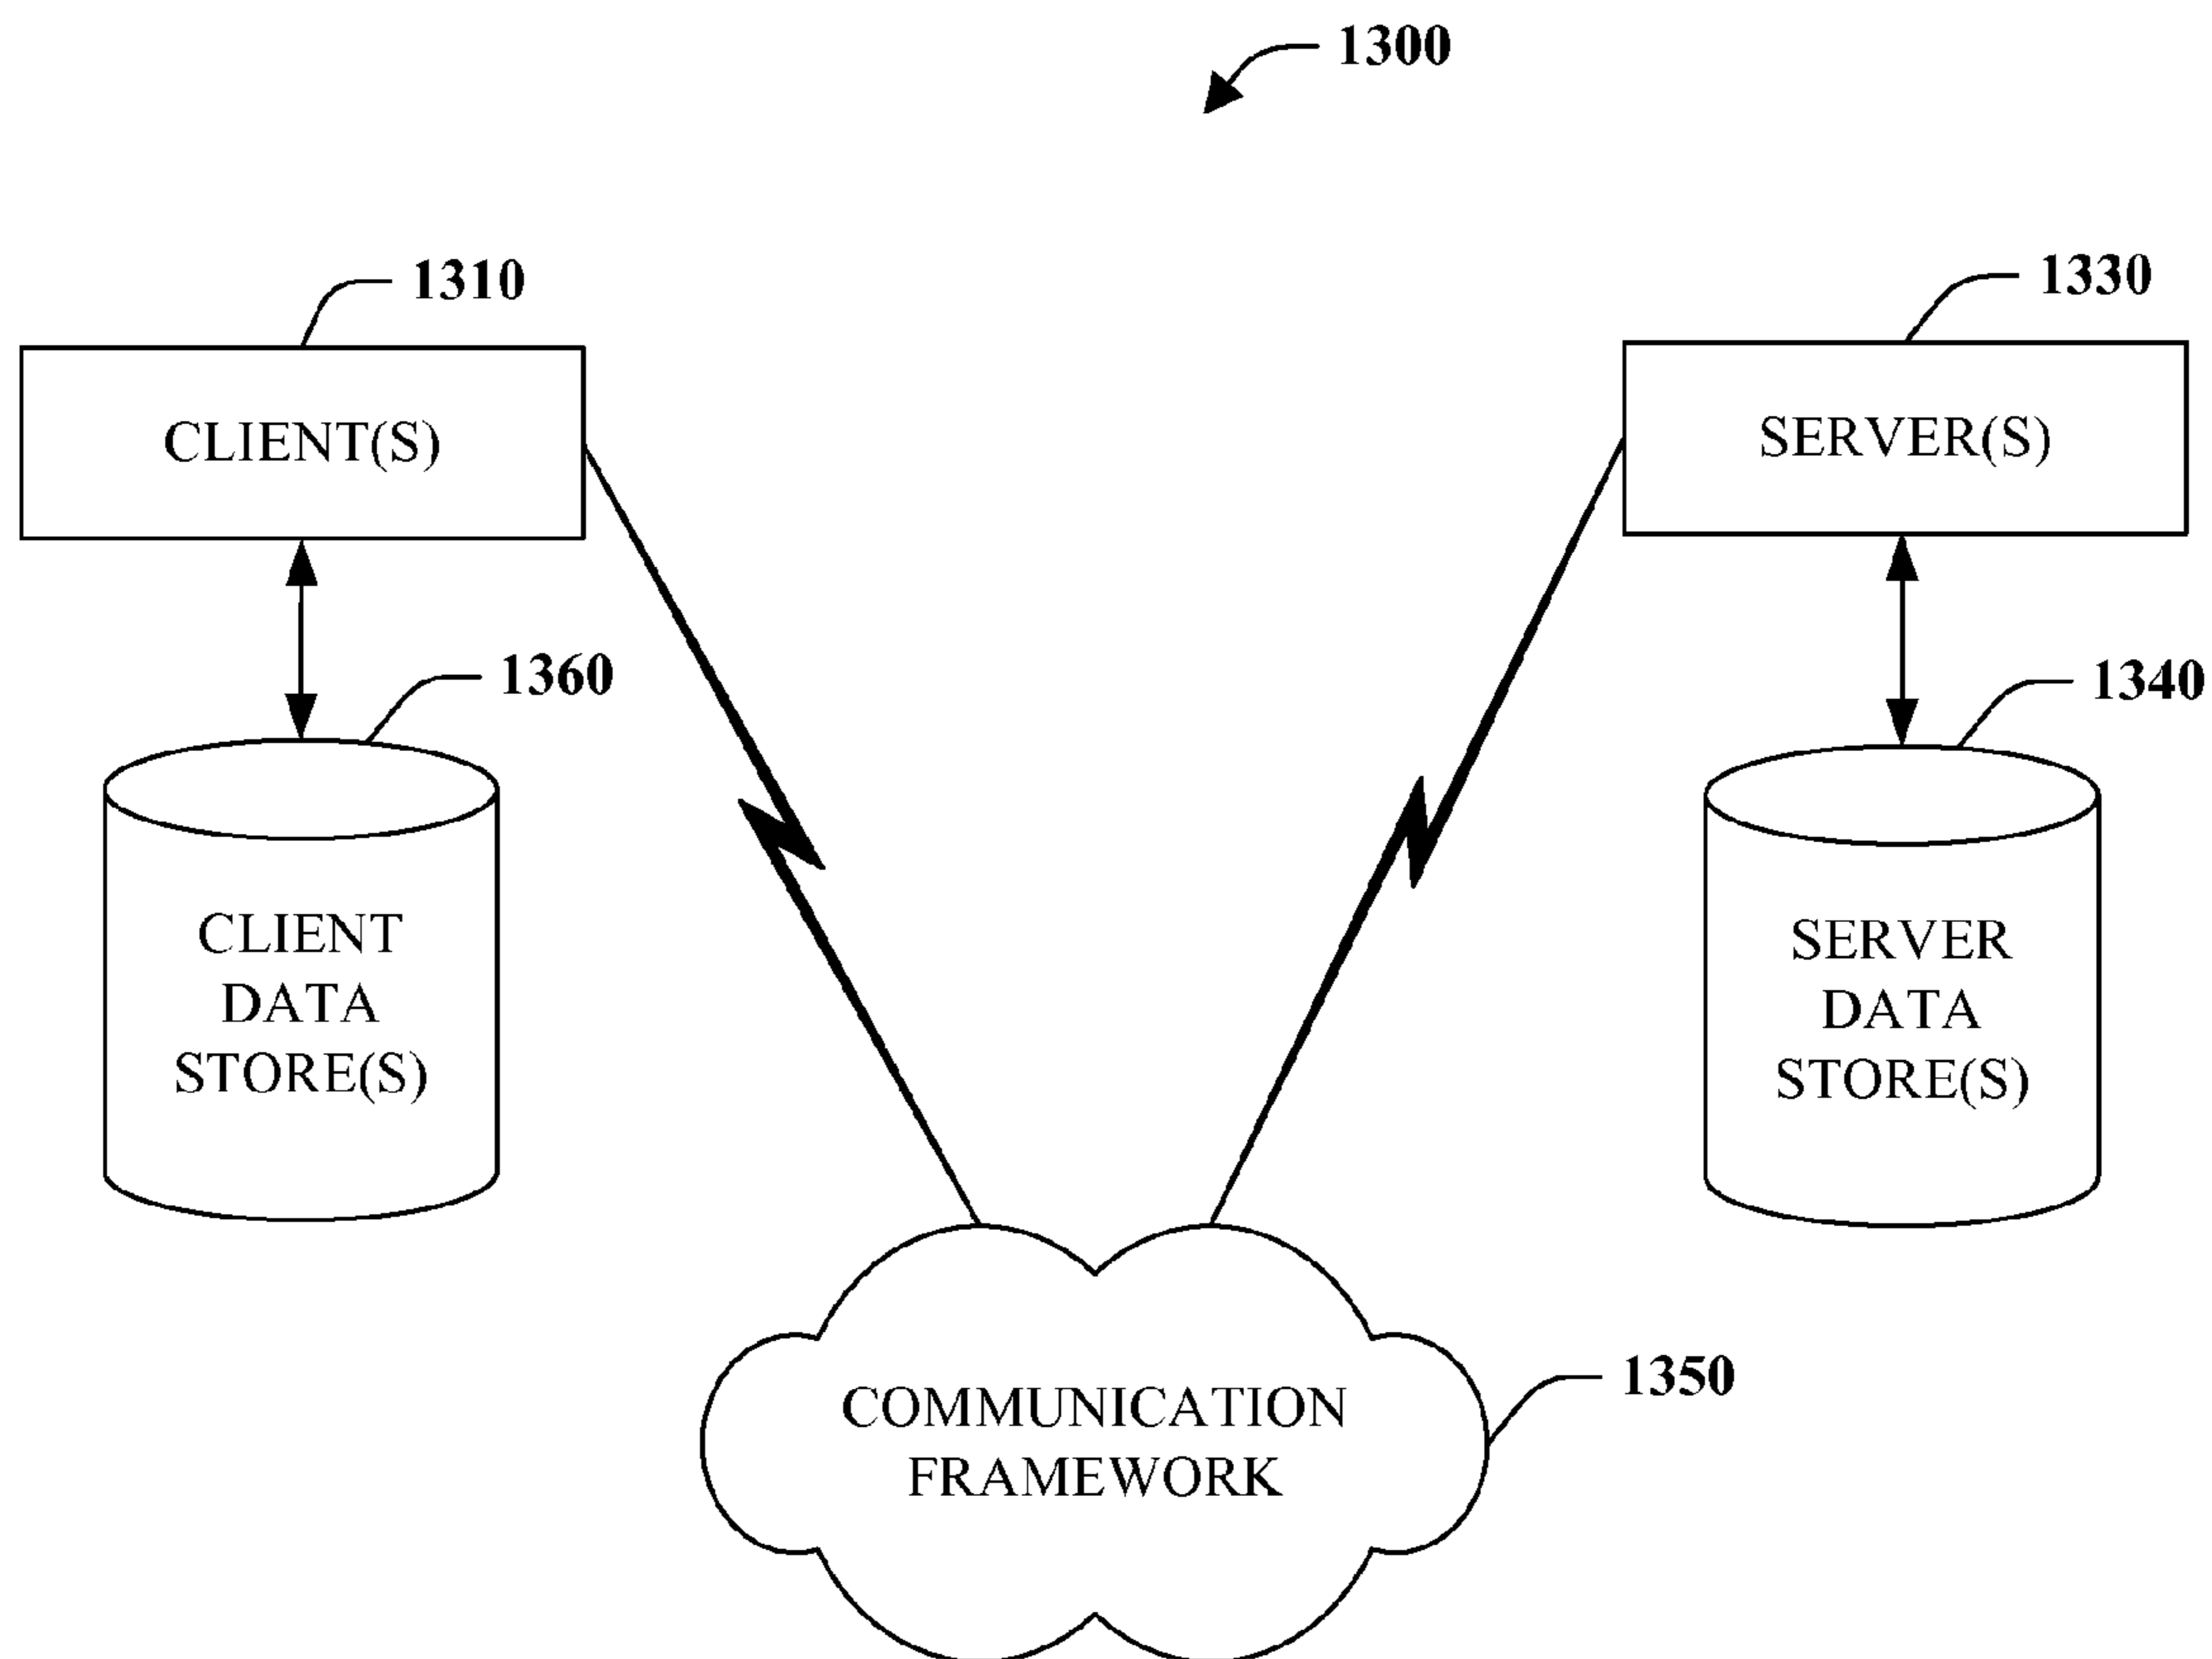 1300
1310
1330
CLIENT(S)
SERVER(S)
1360
1340
CLIENT
DATA
STORE(S)
SERVER
DATA
STORE(S)
1350
COMMUNICATION
FRAMEWORK